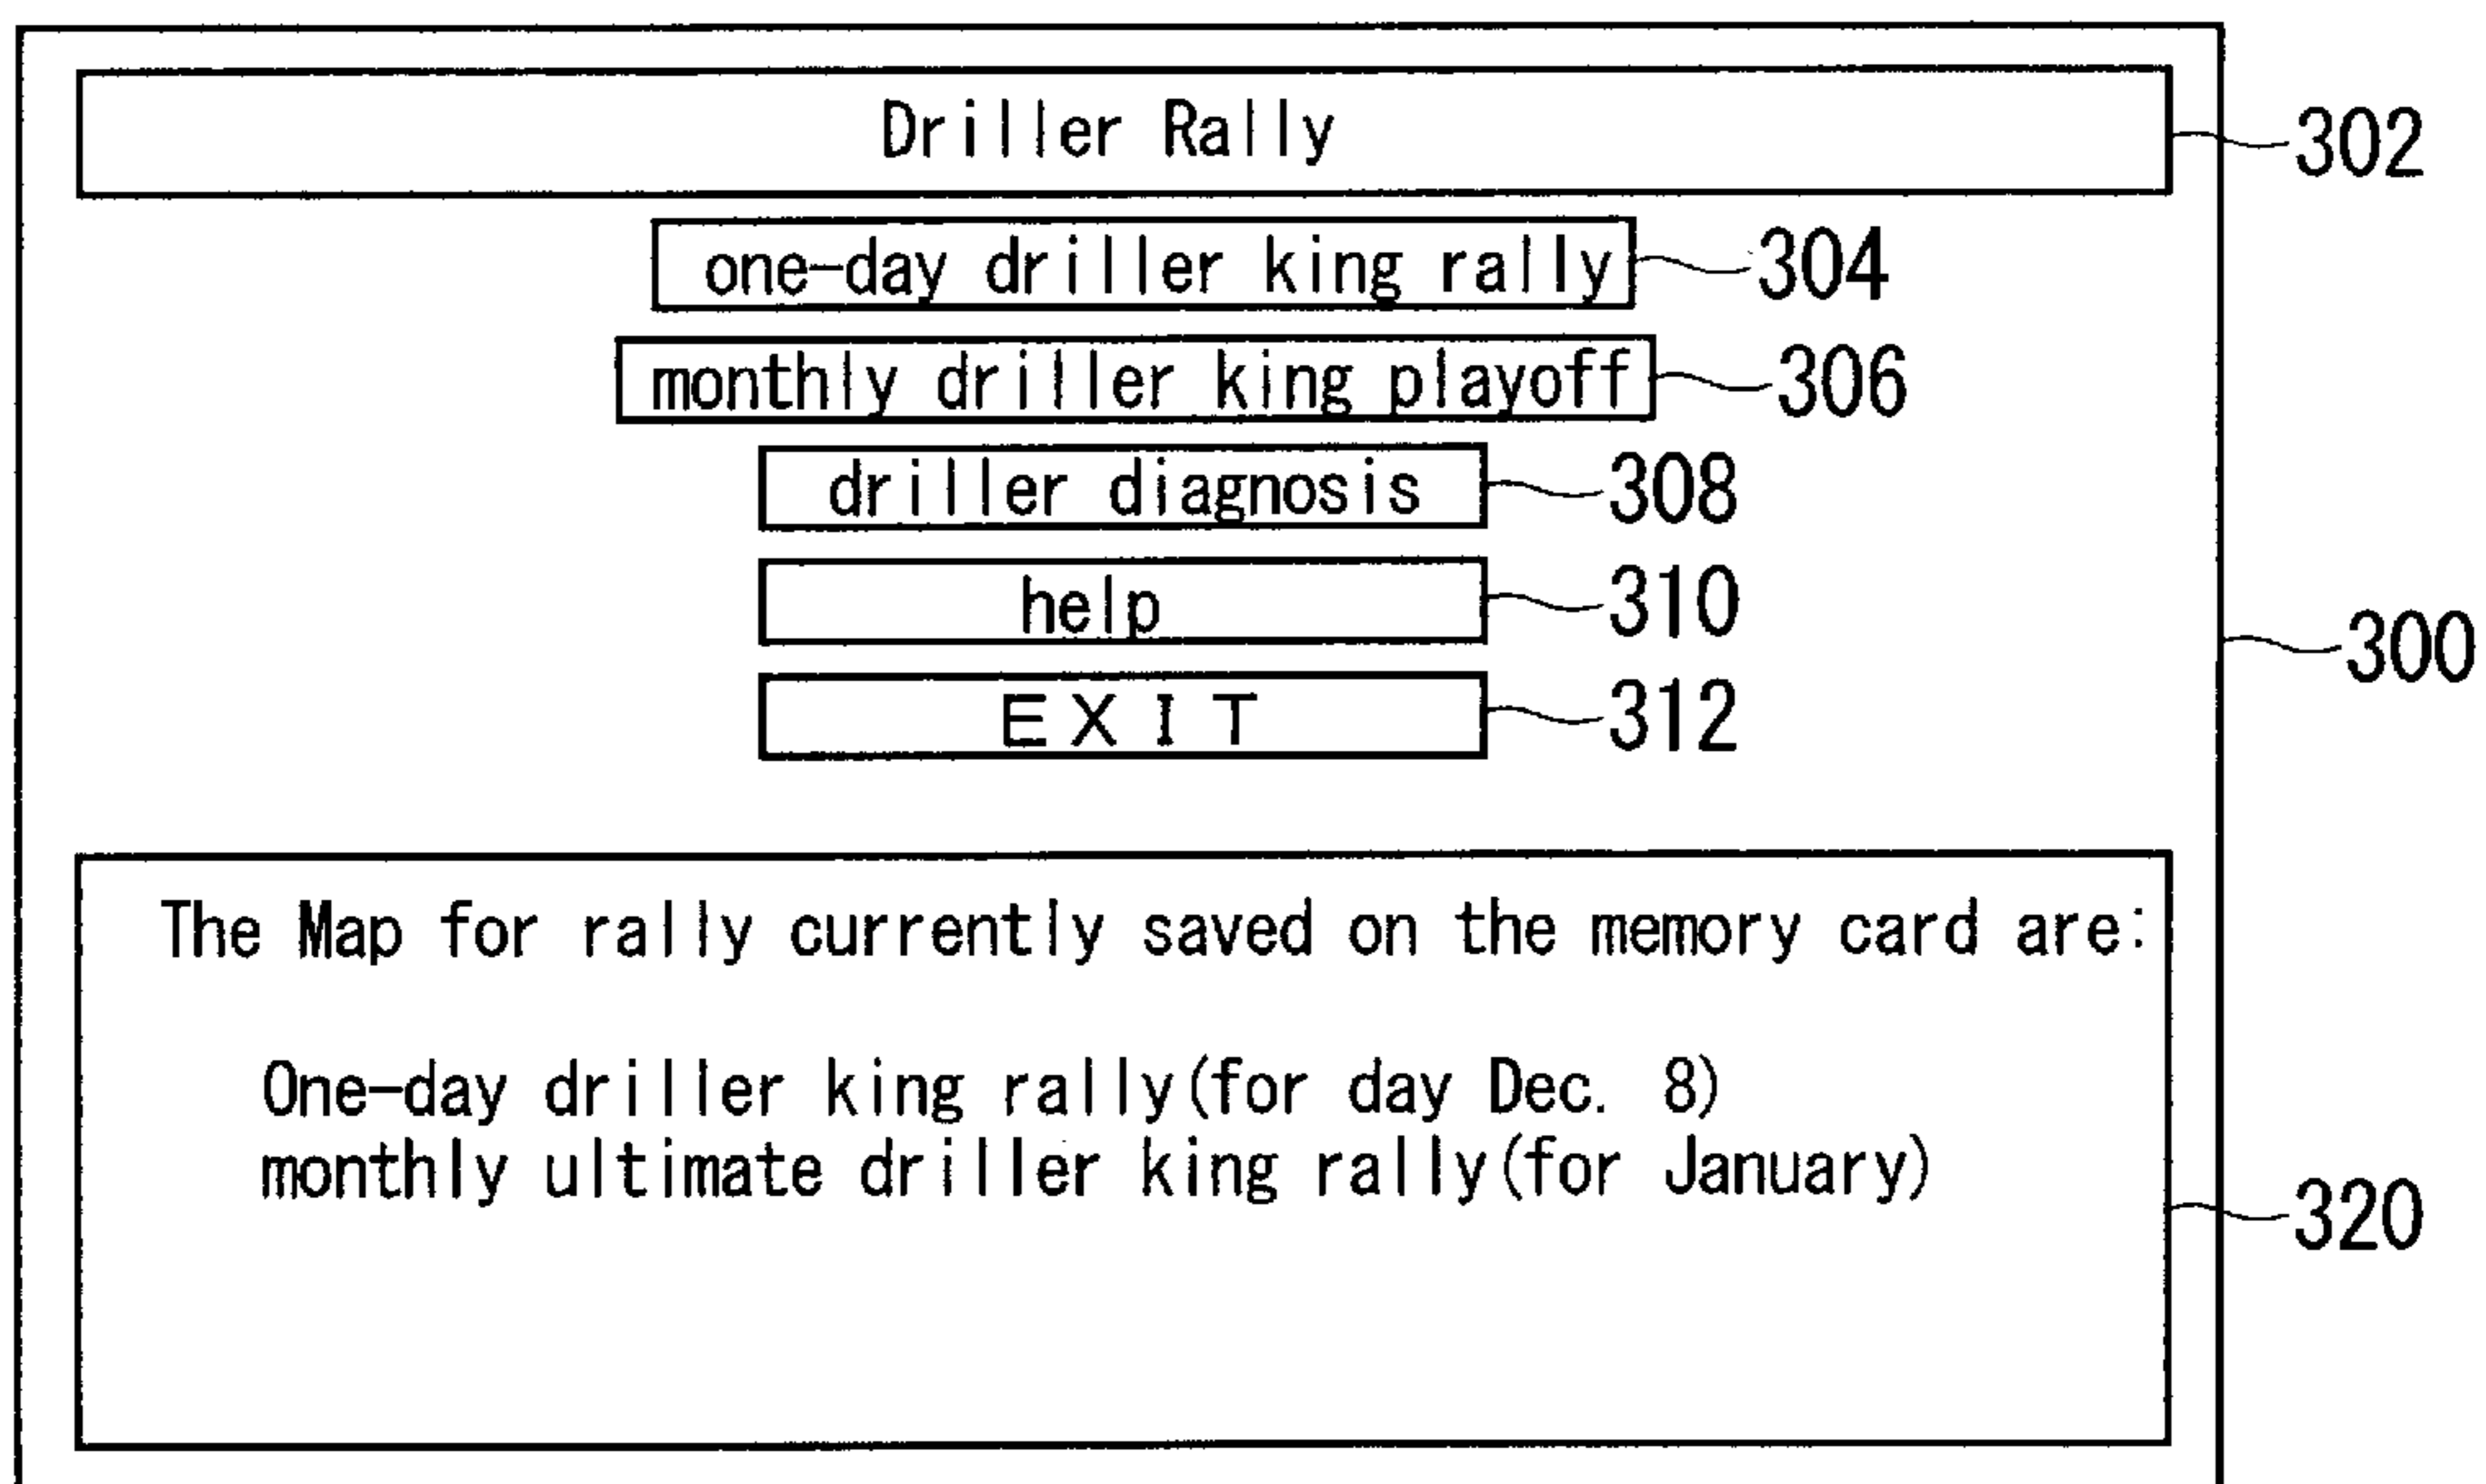 Driller Rally
302
one-day driller king rally
304
monthly driller king playoff
306
driller diagnosis
308
help
310
300
EXIT
312
The Map for rally currently saved on the memory card are:
One-day driller king rally(for day Dec. 8)
monthly ultimate driller king rally(for January)
320